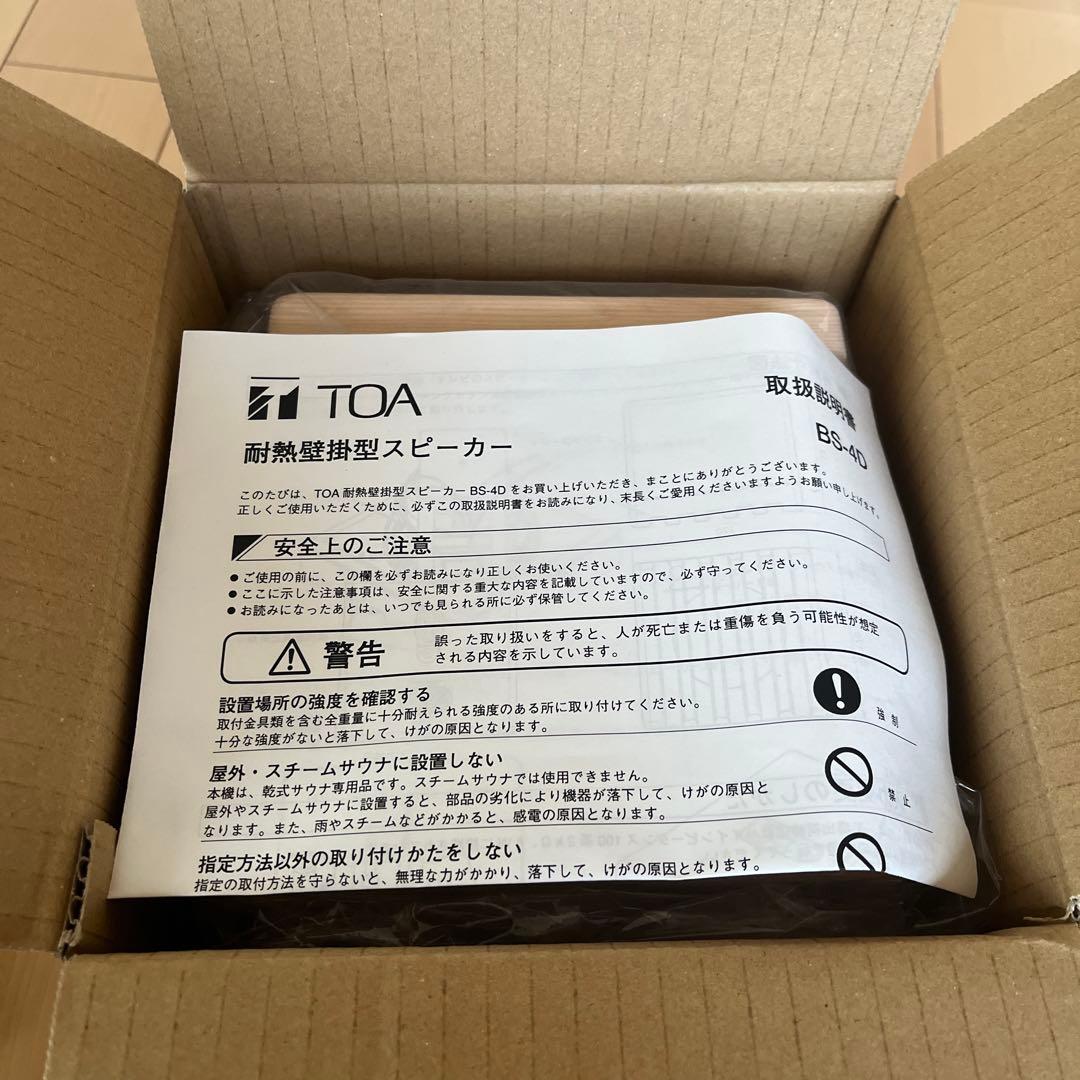 TOA
取扱説明書
耐熱壁掛型スピーカー
BS-4D
このたびは、TOA 耐熱壁掛型スピーカー BS-4D をお買い上げいただき、まことにありがとうございます。
正しくご使用いただくために、必ずこの取扱説明書をお読みになり、末長くご愛用くださいますようお願い申し上げます。
安全上のご注意
● ご使用の前に、この欄を必ずお読みになり正しくお使いください。
● ここに示した注意事項は、安全に関する重大な内容を記載していますので、必ず守ってください。
● お読みになったあとは、いつでも見られる所に必ず保管してください。
警告
誤った取り扱いをすると、人が死亡または重傷を負う可能性が想定
される内容を示しています。
設置場所の強度を確認する
取付金具類を含む全重量に十分耐えられる強度のある所に取り付けてください。
十分な強度がないと落下して、けがの原因となります。
強制
屋外・スチームサウナに設置しない
本機は、乾式サウナ専用品です。スチームサウナでは使用できません。
屋外やスチームサウナに設置すると、部品の劣化により機器が落下して、けがの原因と
なります。また、雨やスチームなどがかかると、感電の原因となります。
禁止
指定方法以外の取り付けかたをしない
指定の取付方法を守らないと、無理な力がかかり、落下して、けがの原因となります。